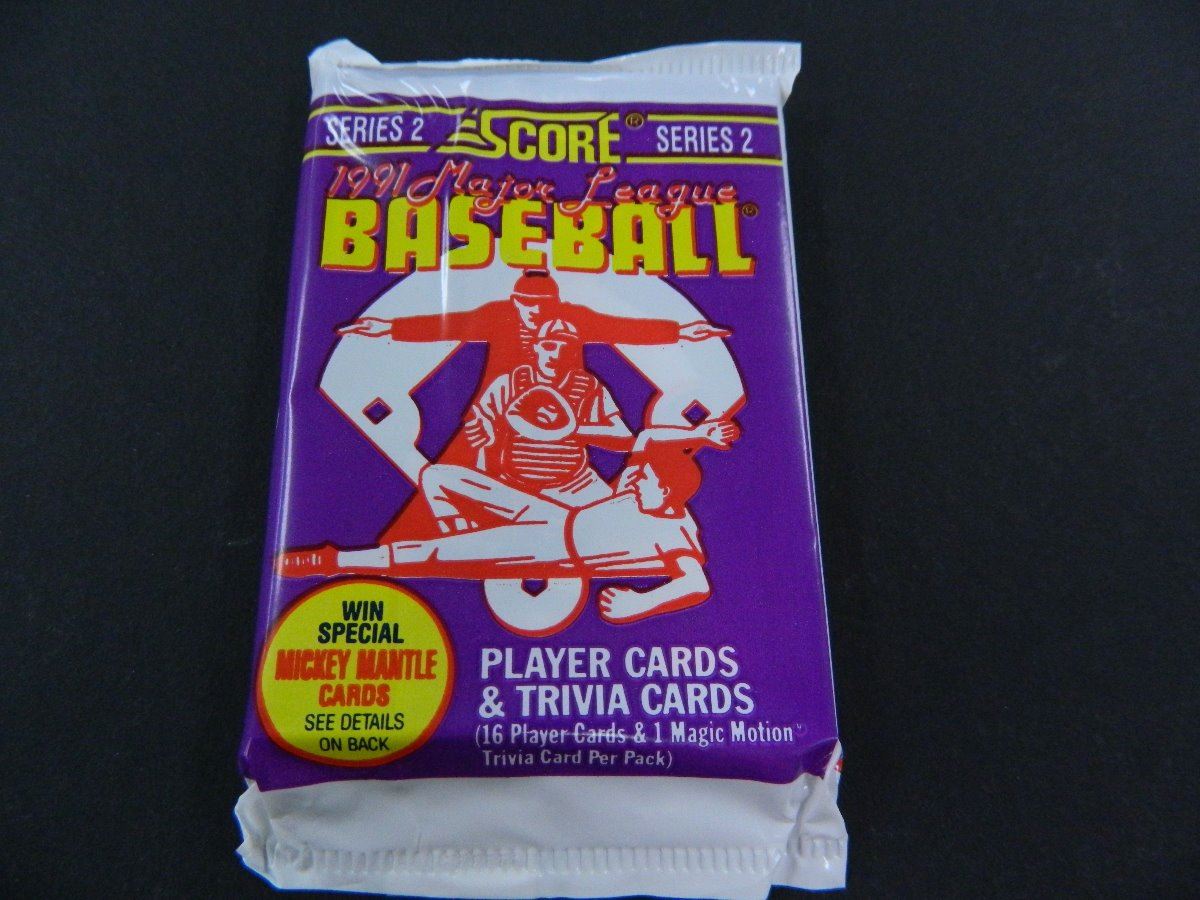 SERIES 2 SCORE® SERIES 2
1991 Major League
BASEBALL®
WIN
SPECIAL
MICKEY MANTLE
CARDS
SEE DETAILS
ON BACK
PLAYER CARDS
& TRIVIA CARDS
(16 Player Cards & 1 Magic Motion™
Trivia Card Per Pack)